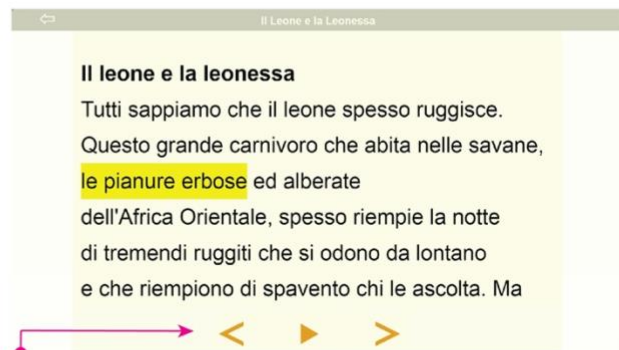 Il Leone e la Leonessa
Il leone e la leonessa
Tutti sappiamo che il leone spesso ruggisce.
Questo grande carnivoro che abita nelle savane,
le pianure erbose ed alberate
dell'Africa Orientale, spesso riempie la notte
di tremendi ruggiti che si odono da lontano
e che riempiono di spavento chi le ascolta. Ma